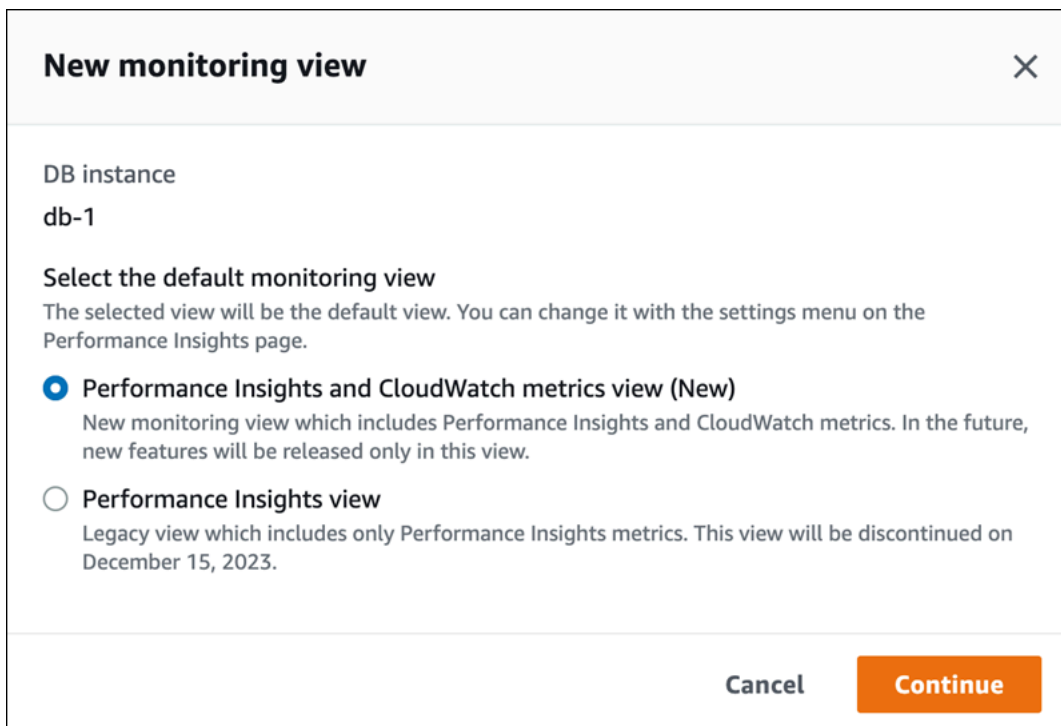 New monitoring view
DB instance
db-1
Select the default monitoring view
The selected view will be the default view. You can change it with the settings menu on the
Performance Insights page.
Performance Insights and CloudWatch metrics view (New)
New monitoring view which includes Performance Insights and CloudWatch metrics. In the future,
new features will be released only in this view.
Performance Insights view
Legacy view which includes only Performance Insights metrics. This view will be discontinued on
December 15, 2023.
Cancel
Continue